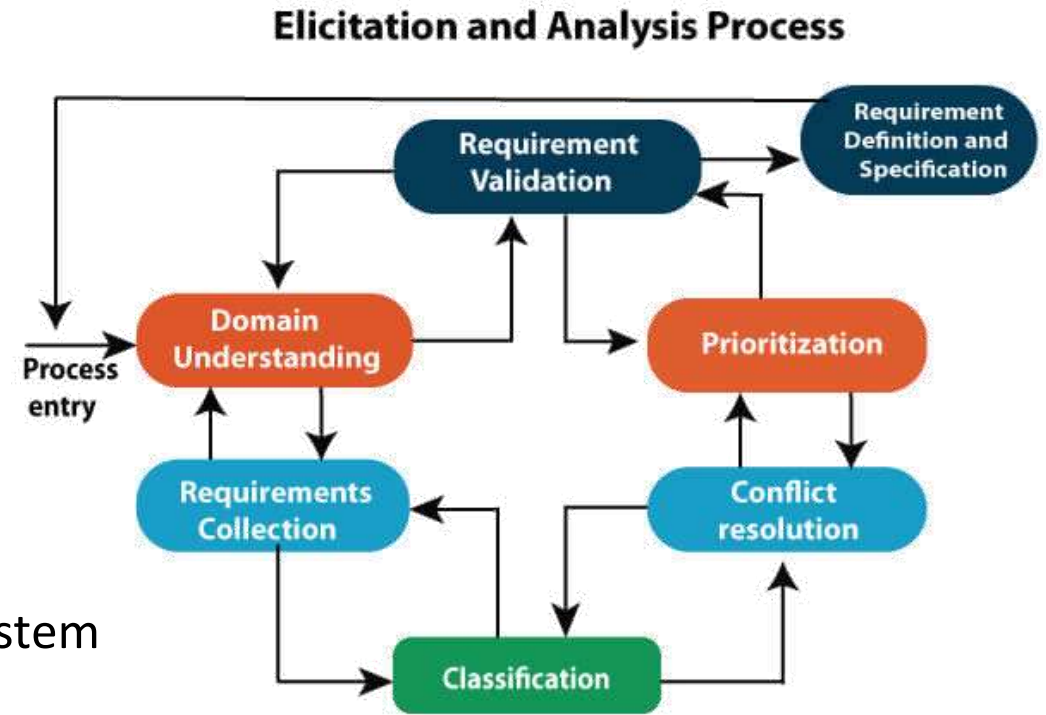 Elicitation and Analysis Process
Requirement
Definition and
Specification
Requirement
Validation
Domain
Understanding
Prioritization
Process
entry
Requirements
Collection
Conflict
resolution
stem
Classification